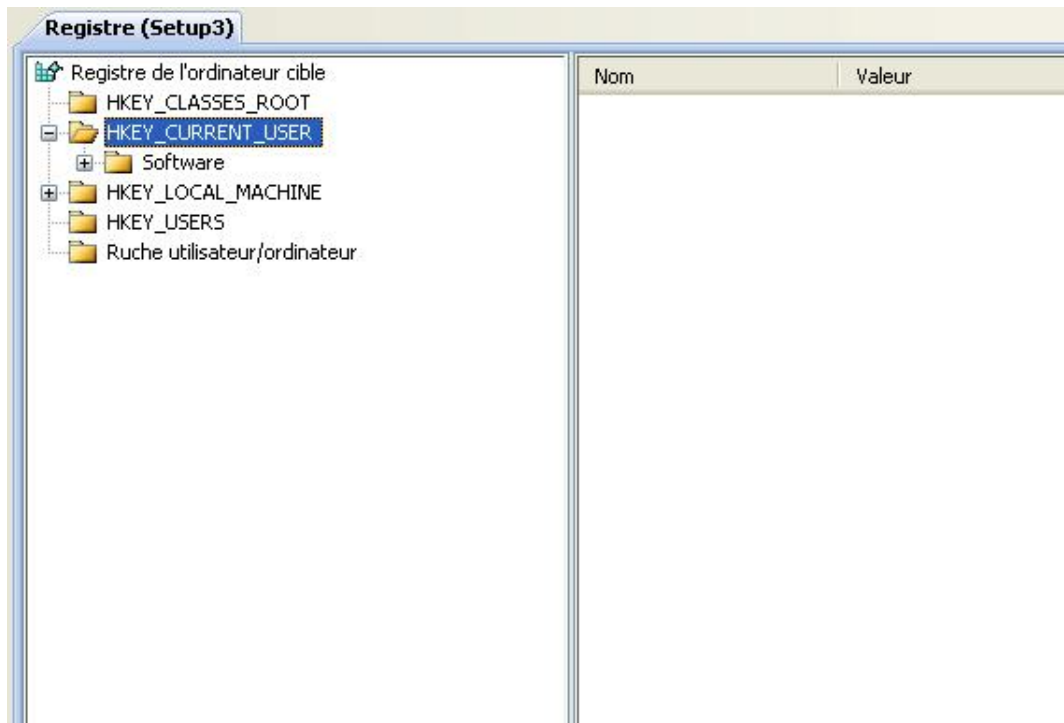 Registre (Setup3)
Registre de l'ordinateur cible
HKEY_CLASSES_ROOT
HKEY_CURRENT_USER
Software
HKEY_LOCAL_MACHINE
HKEY_USERS
Ruche utilisateur/ordinateur
Nom Valeur